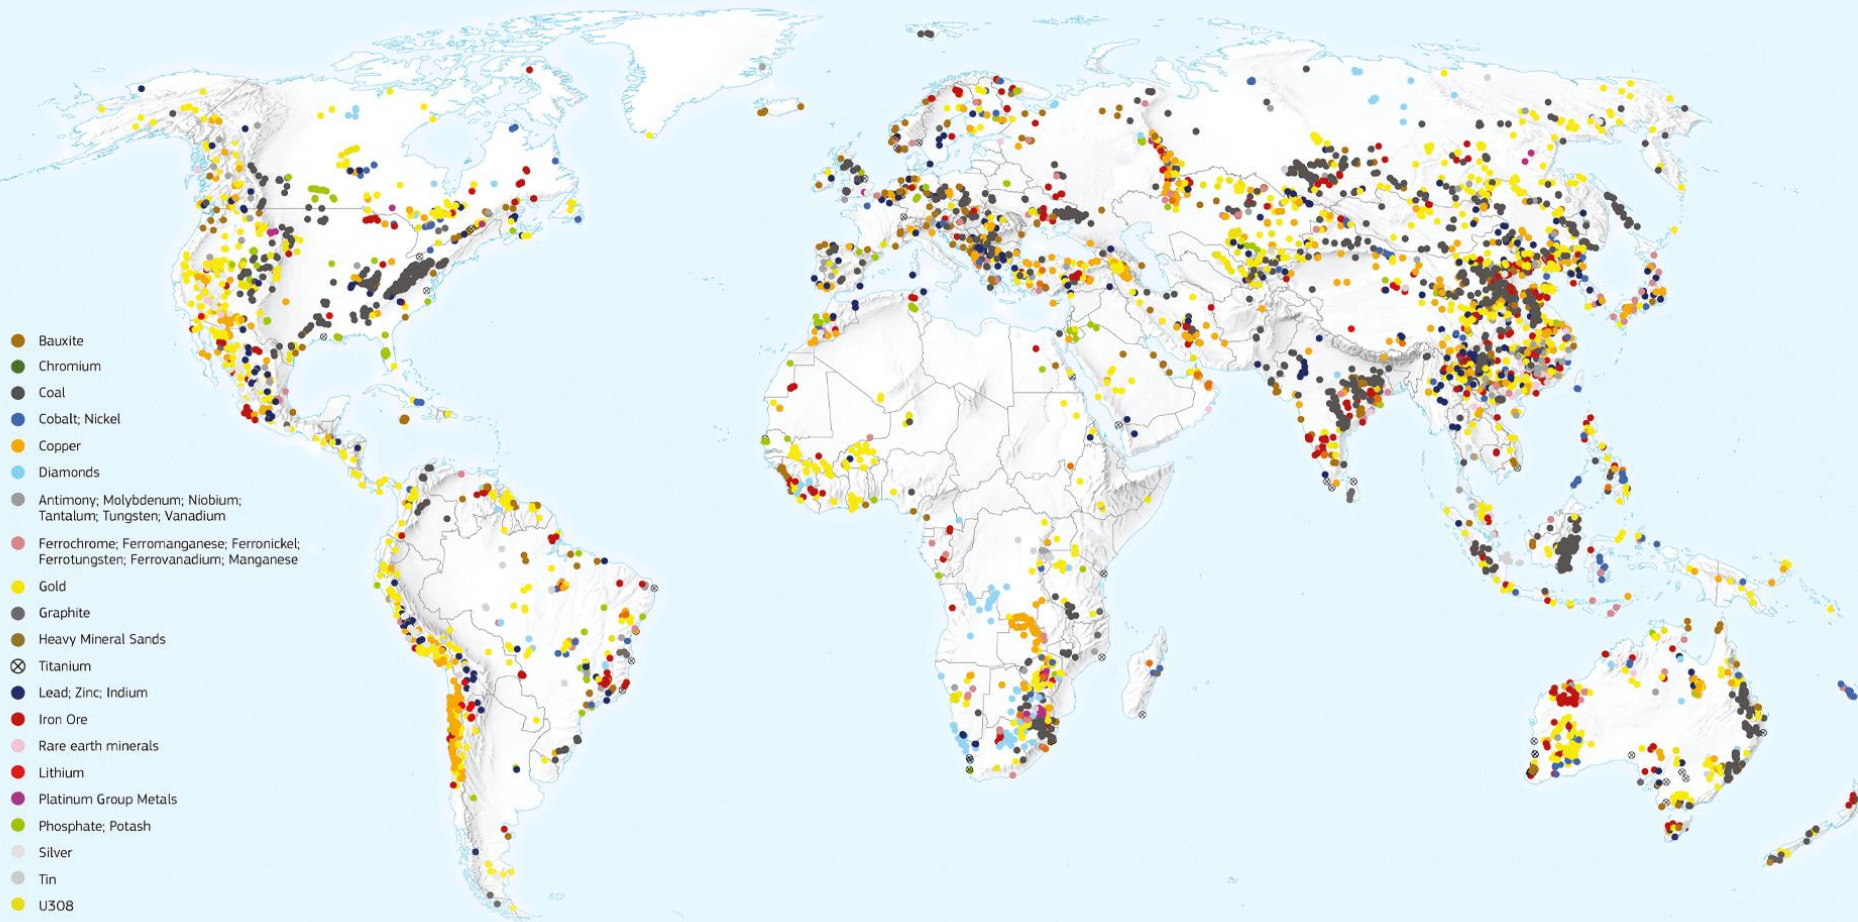 Bauxite
Chromium
Coal
Cobalt; Nickel
Copper
Diamonds
Antimony; Molybdenum; Niobium;
Tantalum; Tungsten; Vanadium
Ferrochrome; Ferromanganese; Ferronickel;
Ferrotungsten; Ferrovanadium; Manganese
Gold
Graphite
Heavy Mineral Sands
Titanium
Lead; Zinc; Indium
Iron Ore
Rare earth minerals
Lithium
Platinum Group Metals
Phosphate; Potash
Silver
Tin
U308